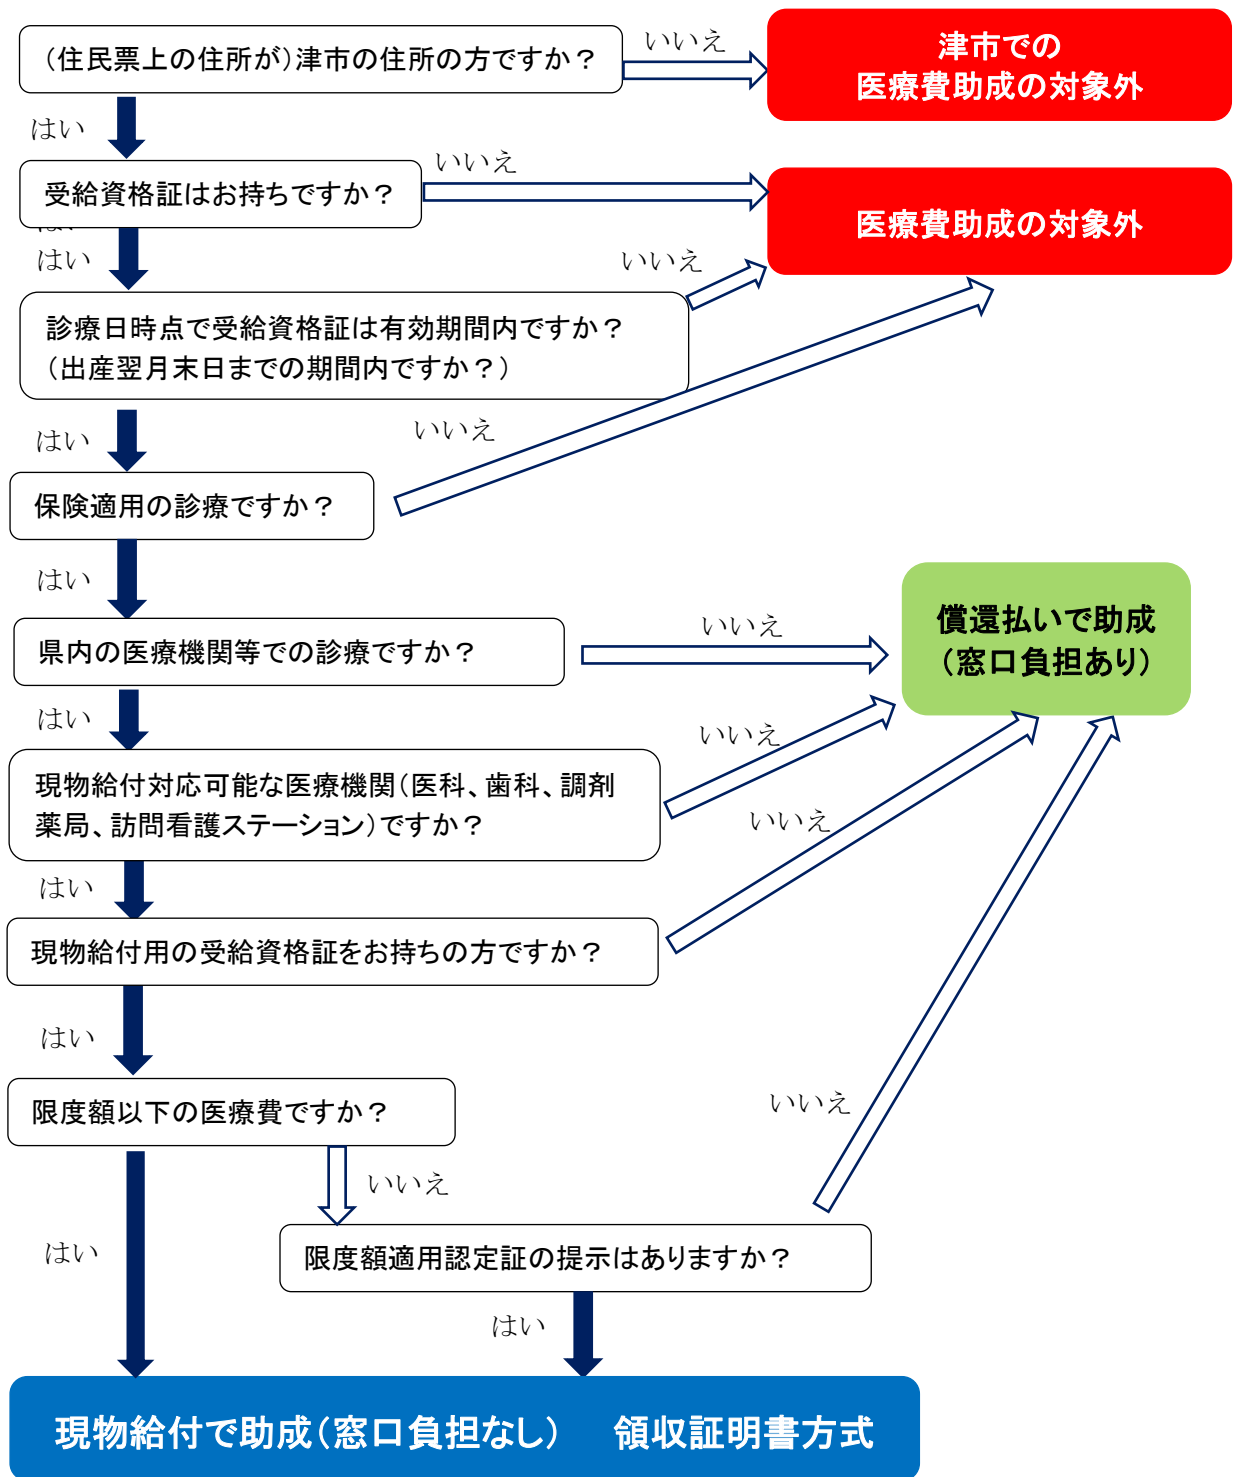 （住民票上の住所が）津市の住所の方ですか？
いいえ
津市での
医療費助成の対象外
はい
受給資格証はお持ちですか？
いいえ
医療費助成の対象外
はい
いいえ
診療日時点で受給資格証は有効期間内ですか？
（出産翌月末日までの期間内ですか？）
はい
いいえ
保険適用の診療ですか？
はい
県内の医療機関等での診療ですか？
いいえ
償還払いで助成
（窓口負担あり）
はい
いいえ
現物給付対応可能な医療機関（医科、歯科、調剤
薬局、訪問看護ステーション）ですか？
いいえ
はい
現物給付用の受給資格証をお持ちの方ですか？
はい
限度額以下の医療費ですか？
いいえ
いいえ
はい
限度額適用認定証の提示はありますか？
はい
現物給付で助成（窓口負担なし）　領収証明書方式